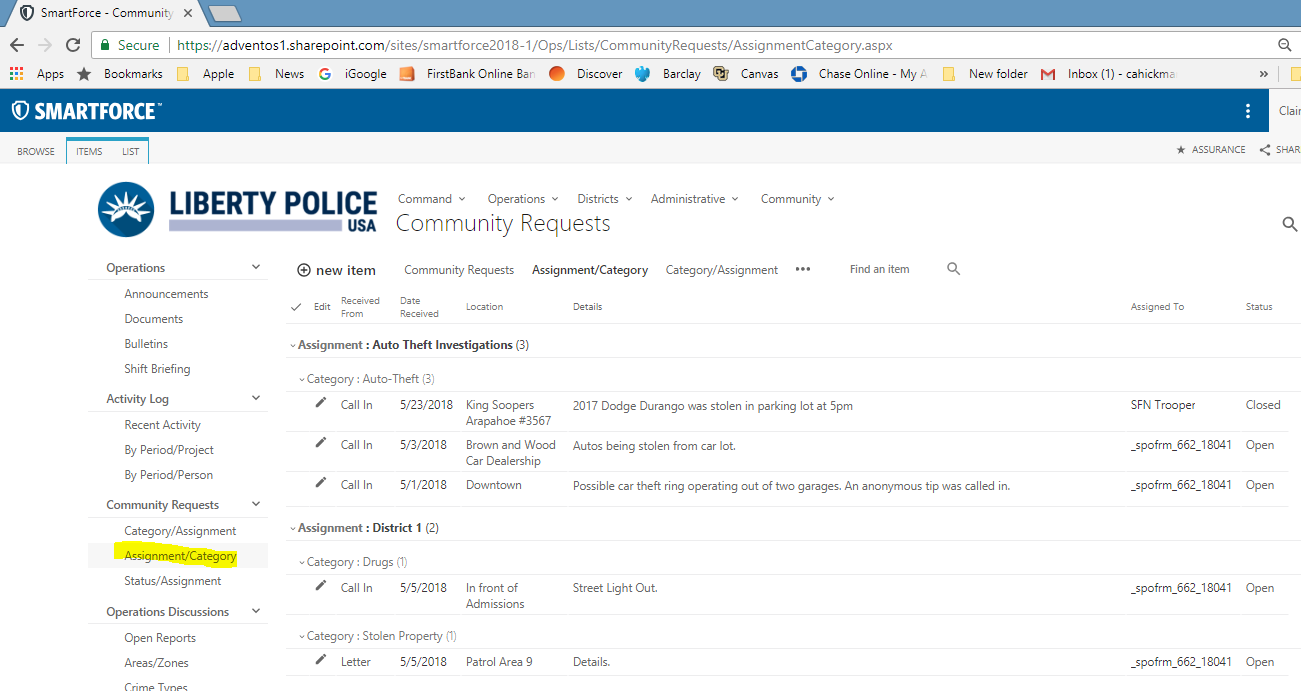 SmartForce - Community
Secure https://adventos1.sharepoint.com/sites/smartforce2018-1/Ops/Lists/CommunityRequests/AssignmentCategory.aspx
Apps Bookmarks Apple News iGoogle FirstBank Online Ban Discover Barclay Canvas Chase Online - My A New folder Inbox (1) - cahickma »
SMARTFORCE™ Clair
BROWSE ITEMS LIST ASSURANCE SHAR
LIBERTY POLICE
USA
Command Operations Districts Administrative Community
Community Requests
new item Community Requests Assignment/Category Category/Assignment ••• Find an item
Operations
Announcements
Documents
Bulletins
Shift Briefing
Activity Log
Recent Activity
By Period/Project
By Period/Person
Community Requests
Category/Assignment
Assignment/Category
Status/Assignment
Operations Discussions
Open Reports
Areas/Zones
Crime Types
Edit Received From Date Received Location Details Assigned To Status
Assignment : Auto Theft Investigations (3)
Category : Auto-Theft (3)
Call In 5/23/2018 King Soopers Arapahoe #3567 2017 Dodge Durango was stolen in parking lot at 5pm SFN Trooper Closed
Call In 5/3/2018 Brown and Wood Car Dealership Autos being stolen from car lot. _spofrm_662_18041 Open
Call In 5/1/2018 Downtown Possible car theft ring operating out of two garages. An anonymous tip was called in. _spofrm_662_18041 Open
Assignment : District 1 (2)
Category : Drugs (1)
Call In 5/5/2018 In front of Admissions Street Light Out. _spofrm_662_18041 Open
Category : Stolen Property (1)
Letter 5/5/2018 Patrol Area 9 Details. _spofrm_662_18041 Open